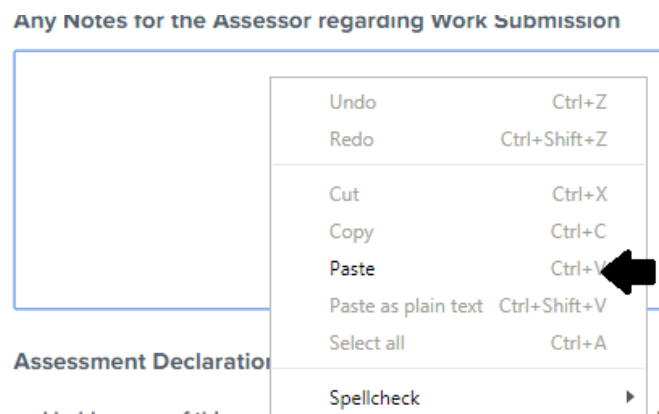 Any Notes for the Assessor regarding Work Submission
Undo Ctrl+Z
Redo Ctrl+Shift+Z
Cut Ctrl+X
Copy Ctrl+C
Paste Ctrl+V
Paste as plain text Ctrl+Shift+V
Select all Ctrl+A
Assessment Declaration
Spellcheck